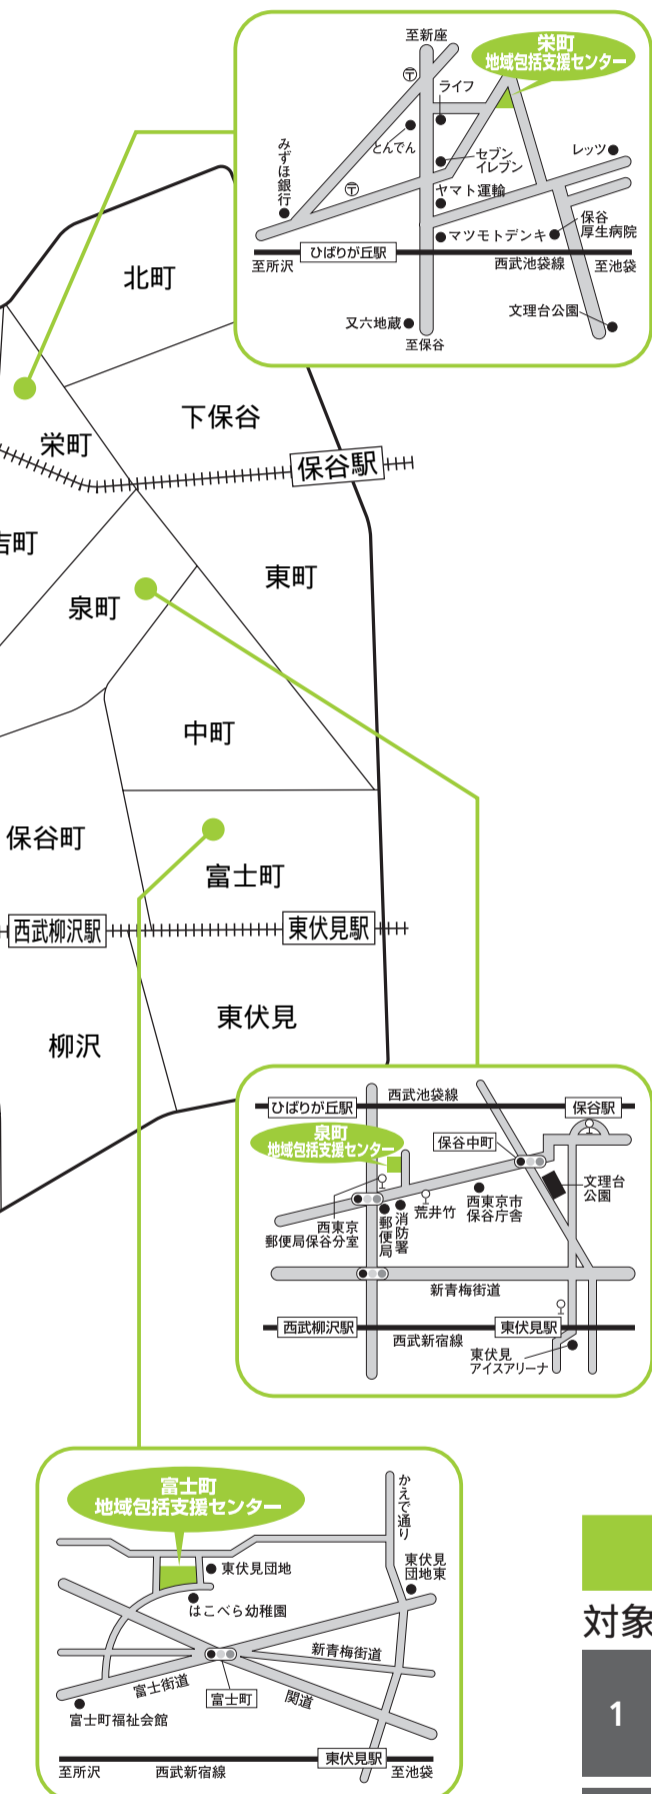 至新座
栄町
地域包括支援センター
〒
ライフ
とんでん
みずほ銀行
セブン
イレブン
レッツ
〒
ヤマト運輸
保谷
厚生病院
マツモトデンキ
ひばりが丘駅
至所沢
西武池袋線
至池袋
又六地蔵
文理台公園
至保谷
北町
下保谷
栄町
保谷駅
吉町
東町
泉町
中町
保谷町
富士町
西武柳沢駅
東伏見駅
東伏見
柳沢
西武池袋線
ひばりが丘駅
保谷駅
泉町
地域包括支援センター
保谷中町
文理台
公園
西東京
郵便局保谷分室
郵便局
消防署
荒井竹
西東京市
保谷庁舎
新青梅街道
西武柳沢駅
西武新宿線
東伏見駅
東伏見
アイスアリーナ
富士町
地域包括支援センター
かえで通り
東伏見団地
東伏見
団地東
はこべら幼稚園
新青梅街道
富士街道
富士町
関道
富士町福祉会館
東伏見駅
至所沢
西武新宿線
至池袋
対象
1